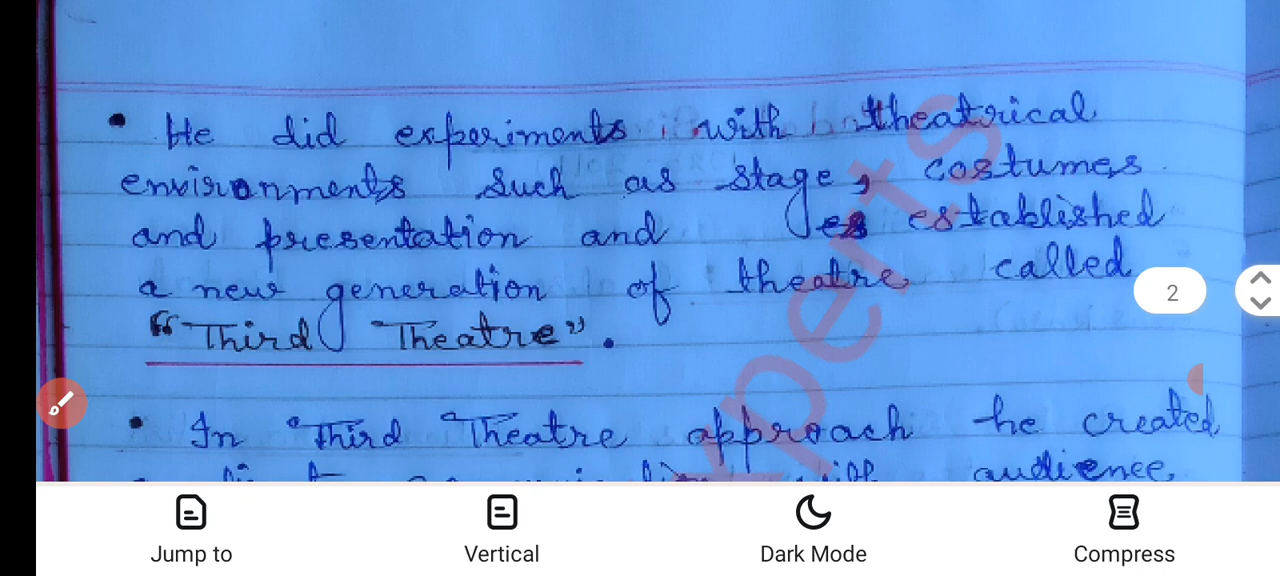 • He did experiments with theatrical
environments such as stage, costumes
and presentation and es established
a new generation of theatre called
"Third Theatre".
• In Third Theatre approach he created
audience
2
Jump to
Vertical
Dark Mode
Compress